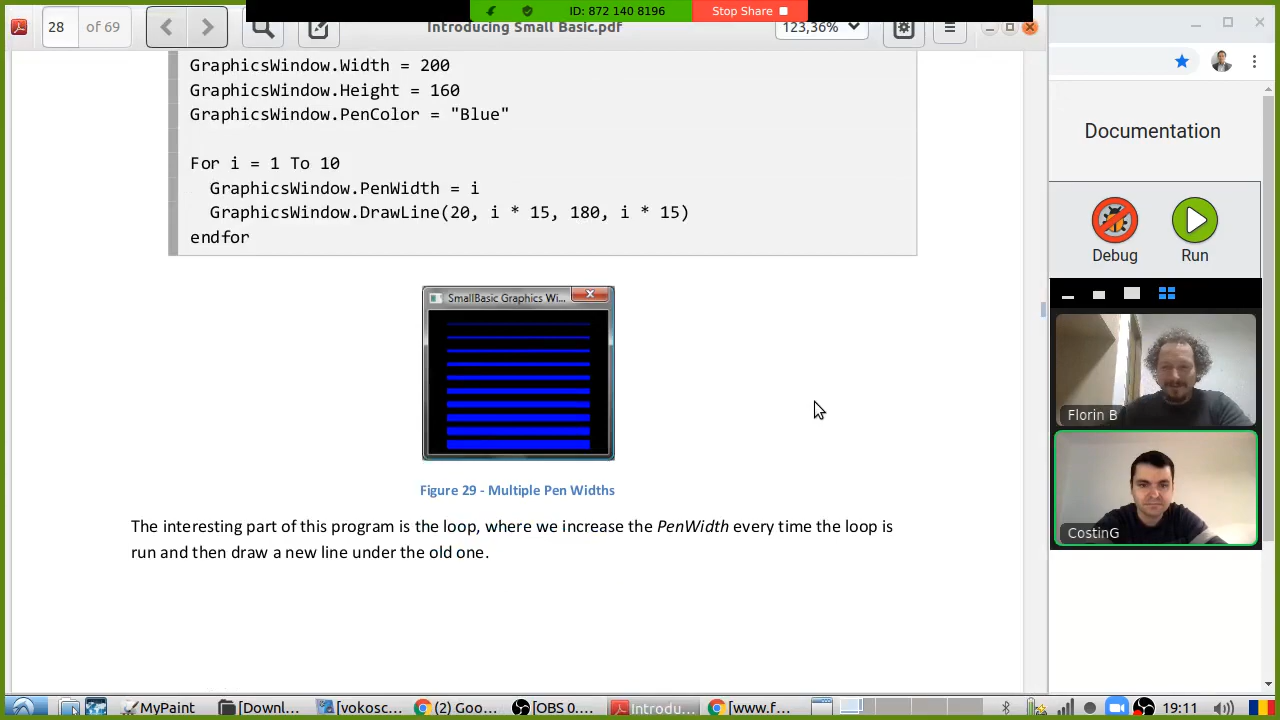 ID: 872 140 8196
Stop Share
28
of 69
Introducing Small Basic.pdf
123,36%
GraphicsWindow.Width = 200
GraphicsWindow.Height = 160
GraphicsWindow.PenColor = "Blue"
For i = 1 To 10
GraphicsWindow.PenWidth = i
GraphicsWindow.DrawLine(20, i * 15, 180, i * 15)
endfor
SmallBasic Graphics Wi...
Figure 29 - Multiple Pen Widths
The interesting part of this program is the loop, where we increase the PenWidth every time the loop is
run and then draw a new line under the old one.
Documentation
Debug
Run
Florin B
CostinG
MyPaint
[Downl...
[vokosc...
(2) Goo...
[OBS 0....
Introdu...
[www.f...
19:11